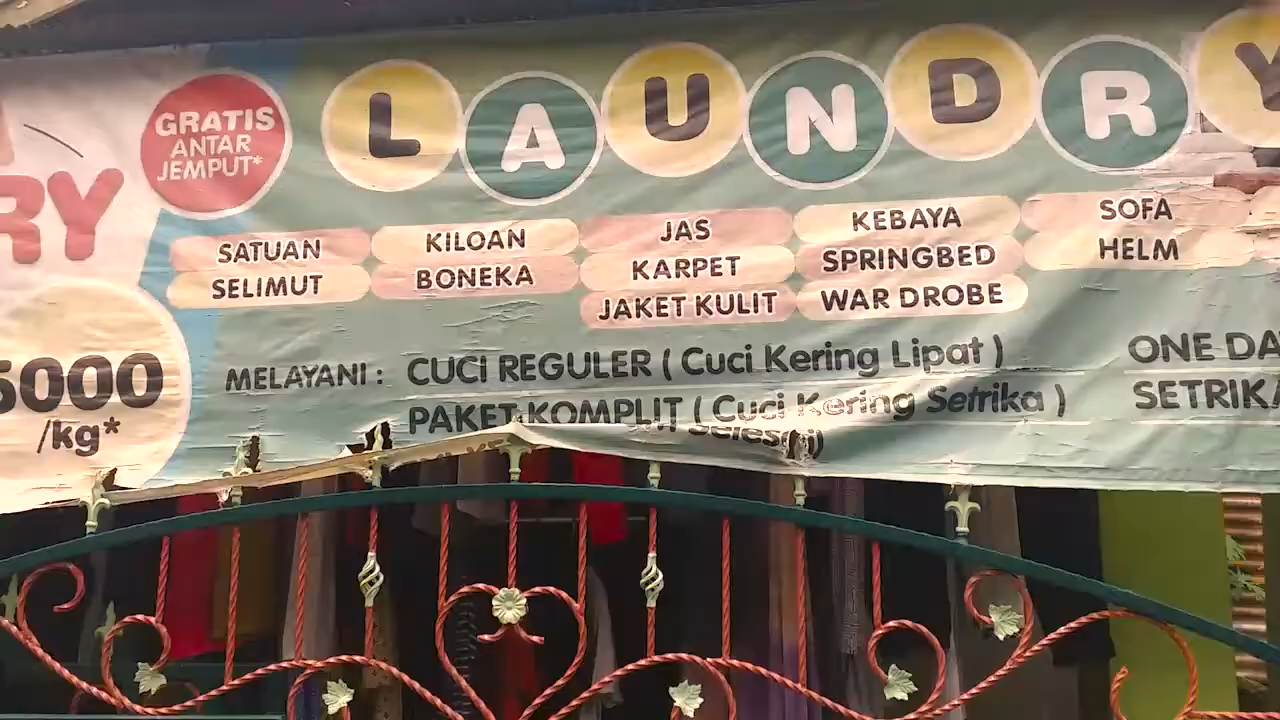 RY
GRATIS
ANTAR
JEMPUT*
LAUNDRY
SATUAN
SELIMUT
KILOAN
BONEKA
JAS
KARPET
JAKET KULIT
KEBAYA
SPRINGBED
WAR DROBE
SOFA
HELM
5000
/kg*
MELAYANI : CUCI REGULER ( Cuci Kering Lipat )
PAKET KOMPLIT ( Cuci Kering Setrika )
ONE DA
SETRIKA